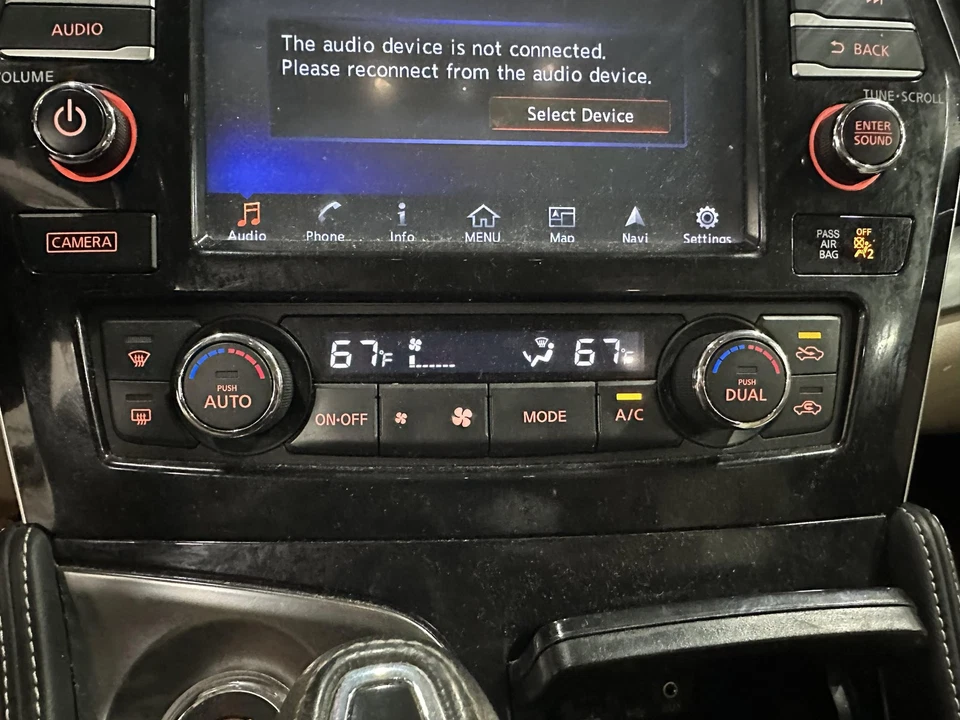 AUDIO
The audio device is not connected.
Please reconnect from the audio device.
Select Device
BACK
VOLUME
TUNE·SCROLL
ENTER
SOUND
CAMERA
Audio
Phone
Info
MENU
Map
Navi
Settings
PASS
AIR
BAG
OFF
2
67°F
67°F
PUSH
AUTO
ON·OFF
MODE
A/C
PUSH
DUAL